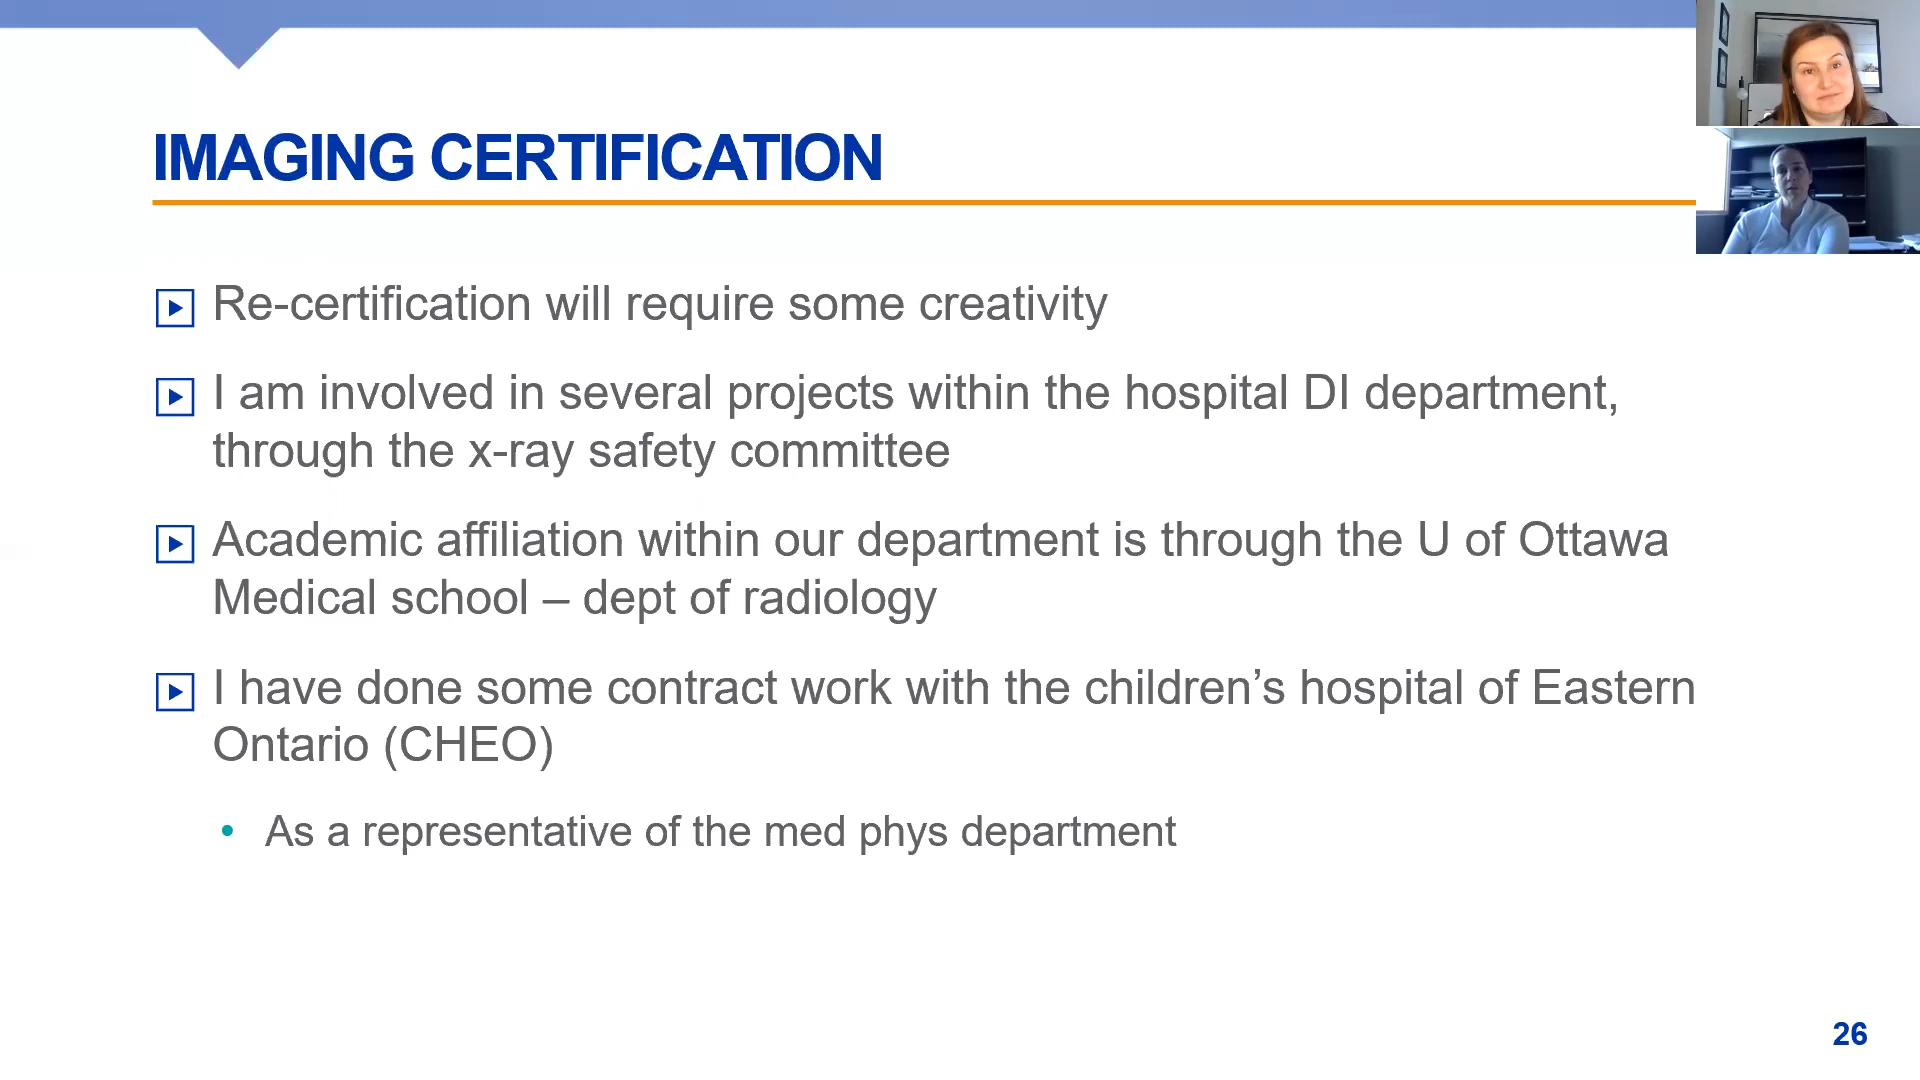 IMAGING CERTIFICATION
Re-certification will require some creativity
I am involved in several projects within the hospital DI department,
through the x-ray safety committee
Academic affiliation within our department is through the U of Ottawa
Medical school – dept of radiology
I have done some contract work with the children’s hospital of Eastern
Ontario (CHEO)
• As a representative of the med phys department
26